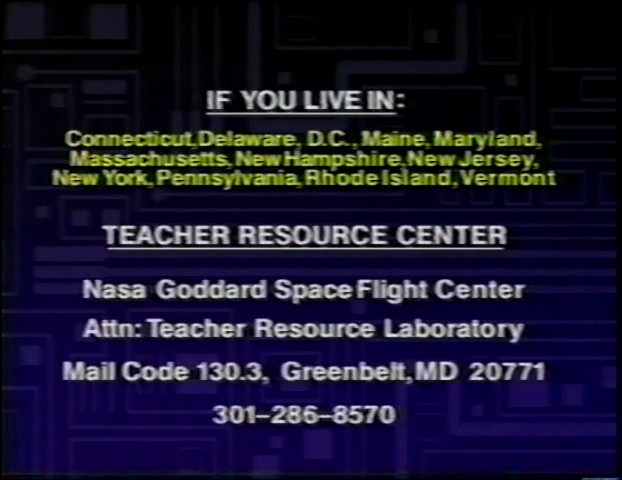 IF YOU LIVE IN:
Connecticut, Delaware, D.C., Maine, Maryland,
Massachusetts, New Hampshire, New Jersey,
New York, Pennsylvania, Rhode Island, Vermont
TEACHER RESOURCE CENTER
Nasa Goddard Space Flight Center
Attn: Teacher Resource Laboratory
Mail Code 130.3, Greenbelt, MD 20771
301-286-8570